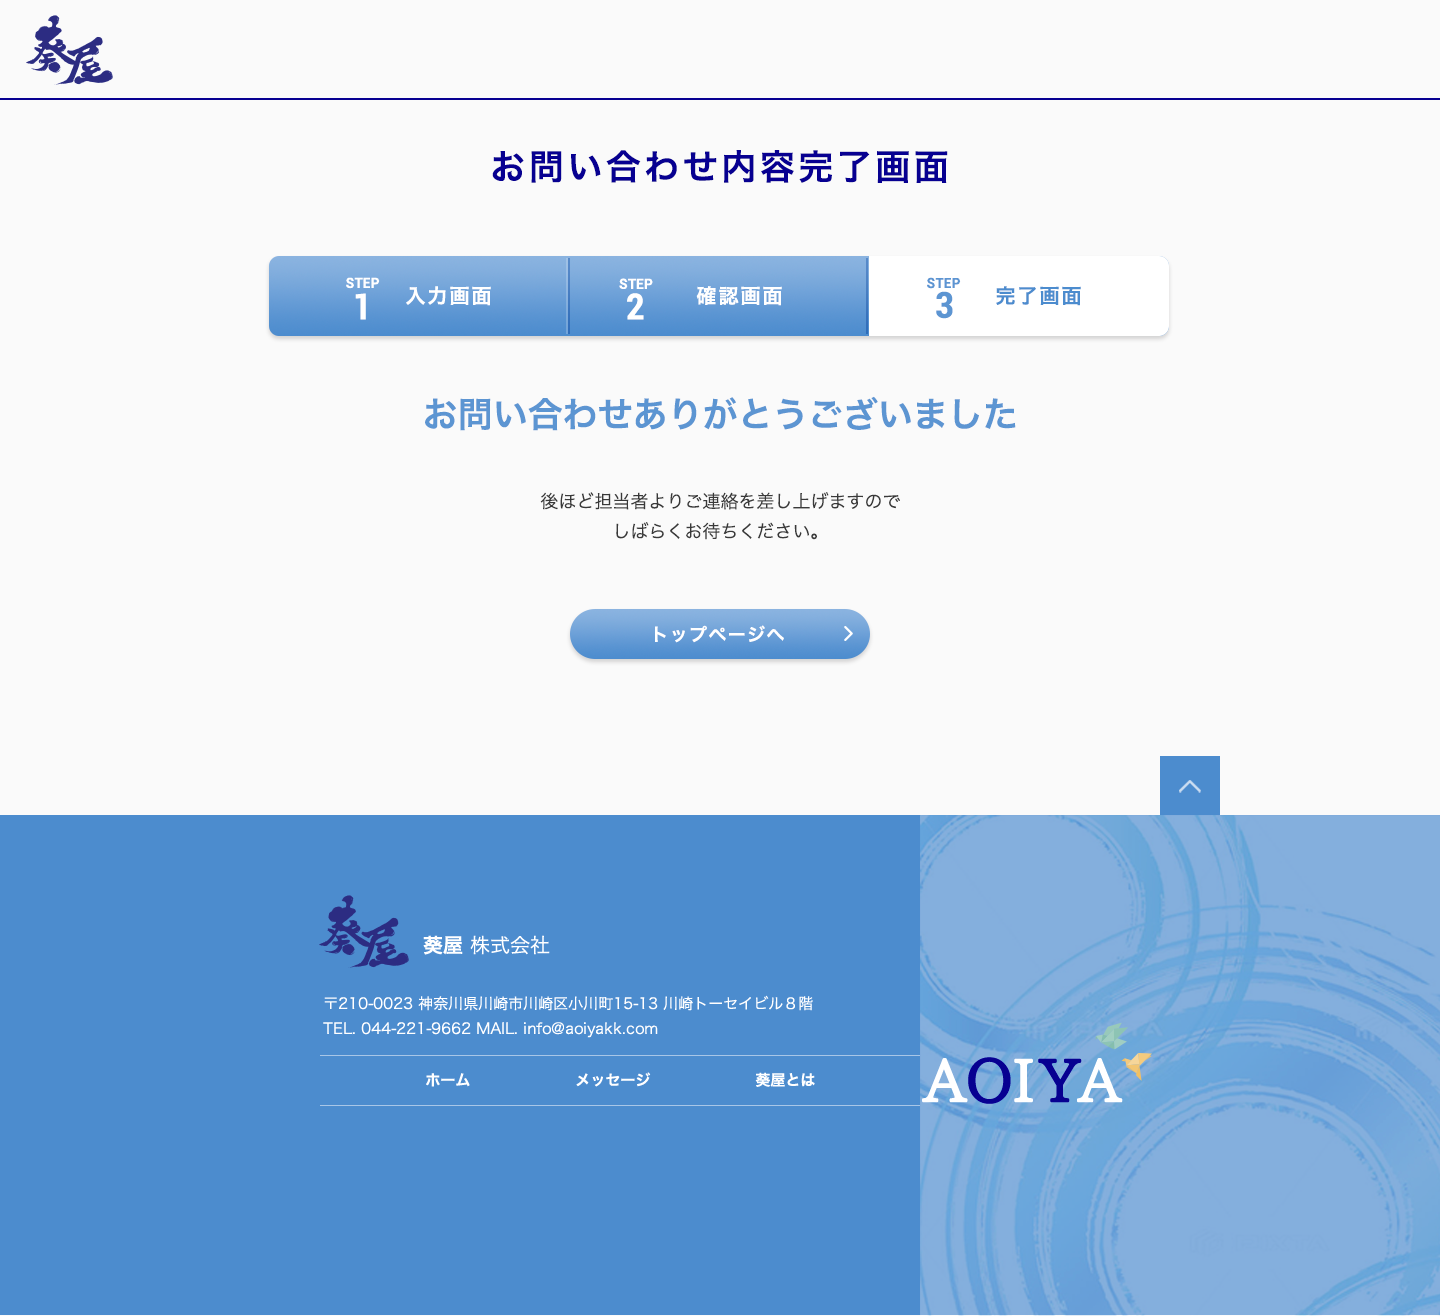 葵屋
お問い合わせ内容完了画面
STEP 1 入力画面
STEP 2 確認画面
STEP 3 完了画面
お問い合わせありがとうございました
後ほど担当者よりご連絡を差し上げますので
しばらくお待ちください。
トップページへ
葵屋
葵屋 株式会社
〒210-0023 神奈川県川崎市川崎区小川町15-13 川崎トーセイビル８階
TEL. 044-221-9662 MAIL. info@aoiyakk.com
ホーム メッセージ 葵屋とは
AOIYA